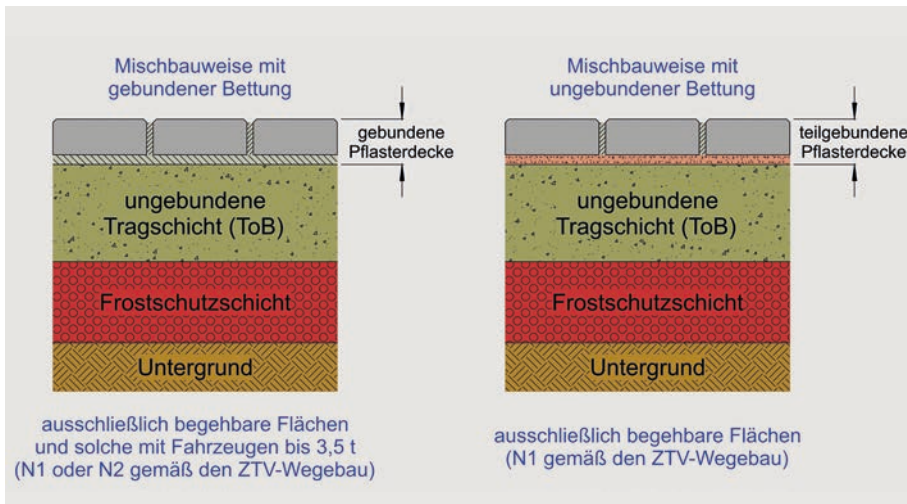 Mischbauweise mit
gebundener Bettung
gebundene
Pflasterdecke
ungebundene
Tragschicht (ToB)
Frostschutzschicht
Untergrund
ausschließlich begehbare Flächen
und solche mit Fahrzeugen bis 3,5 t
(N1 oder N2 gemäß den ZTV-Wegebau)
Mischbauweise mit
ungebundener Bettung
teilgebundene
Pflasterdecke
ungebundene
Tragschicht (ToB)
Frostschutzschicht
Untergrund
ausschließlich begehbare Flächen
(N1 gemäß den ZTV-Wegebau)